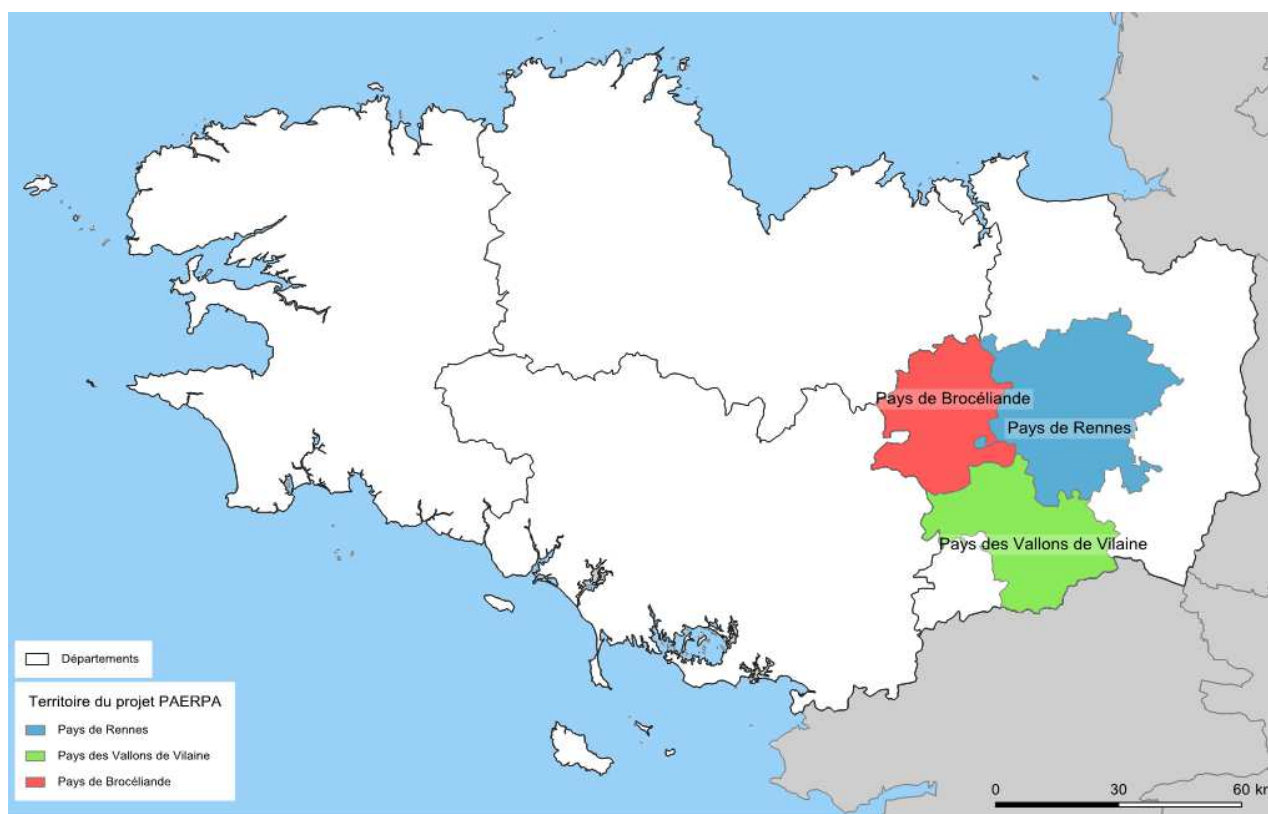 Pays de Brocéliande
Pays de Rennes
Pays des Vallons de Vilaine
Départements
Territoire du projet PAERPA
Pays de Rennes
Pays des Vallons de Vilaine
Pays de Brocéliande
0 30 60 km